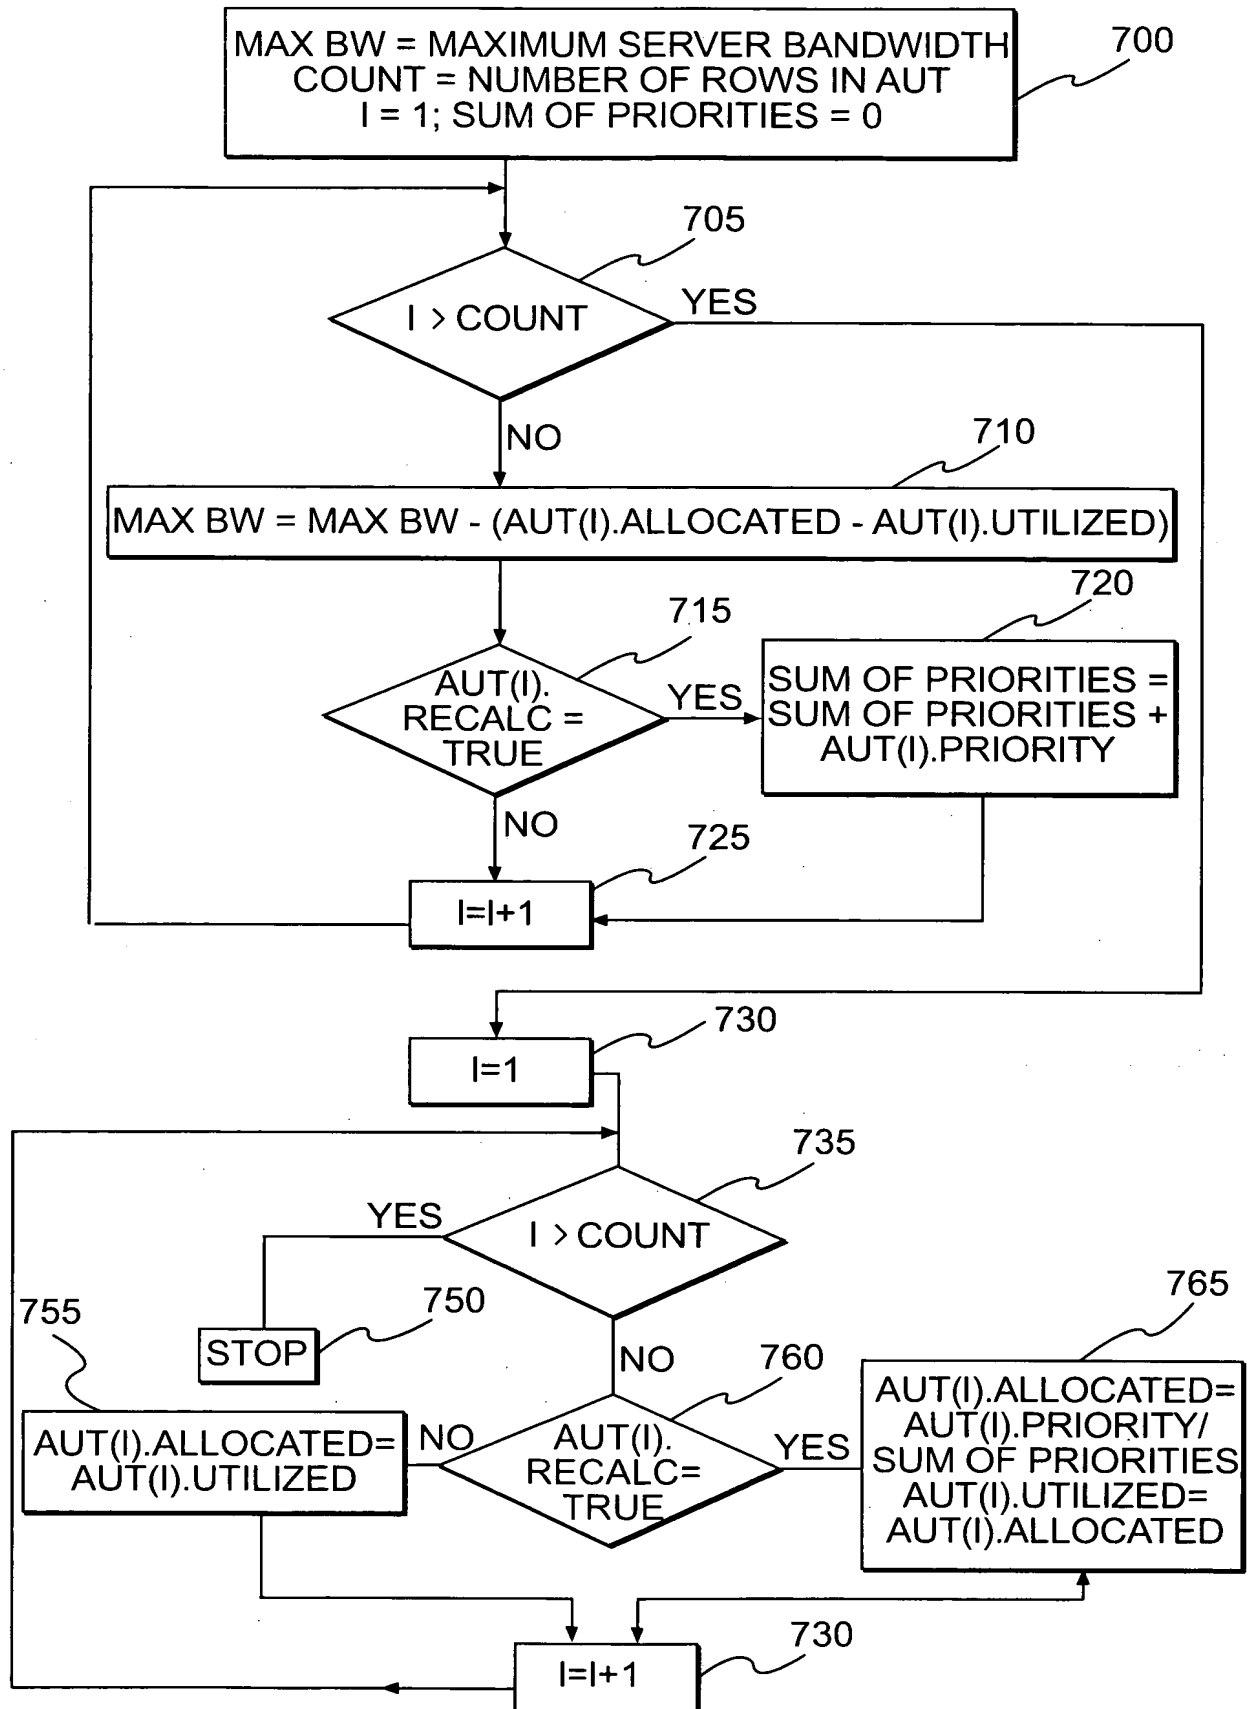 MAX BW = MAXIMUM SERVER BANDWIDTH
COUNT = NUMBER OF ROWS IN AUT
I = 1; SUM OF PRIORITIES = 0
700
705
I > COUNT
YES
NO
710
MAX BW = MAX BW - (AUT(I).ALLOCATED - AUT(I).UTILIZED)
715
720
AUT(I).
RECALC =
TRUE
YES
SUM OF PRIORITIES =
SUM OF PRIORITIES +
AUT(I).PRIORITY
NO
725
I=I+1
730
I=1
735
YES
I > COUNT
755
750
STOP
NO
760
765
AUT(I).ALLOCATED=
AUT(I).UTILIZED
NO
AUT(I).
RECALC=
TRUE
YES
AUT(I).ALLOCATED=
AUT(I).PRIORITY/
SUM OF PRIORITIES
AUT(I).UTILIZED=
AUT(I).ALLOCATED
730
I=I+1